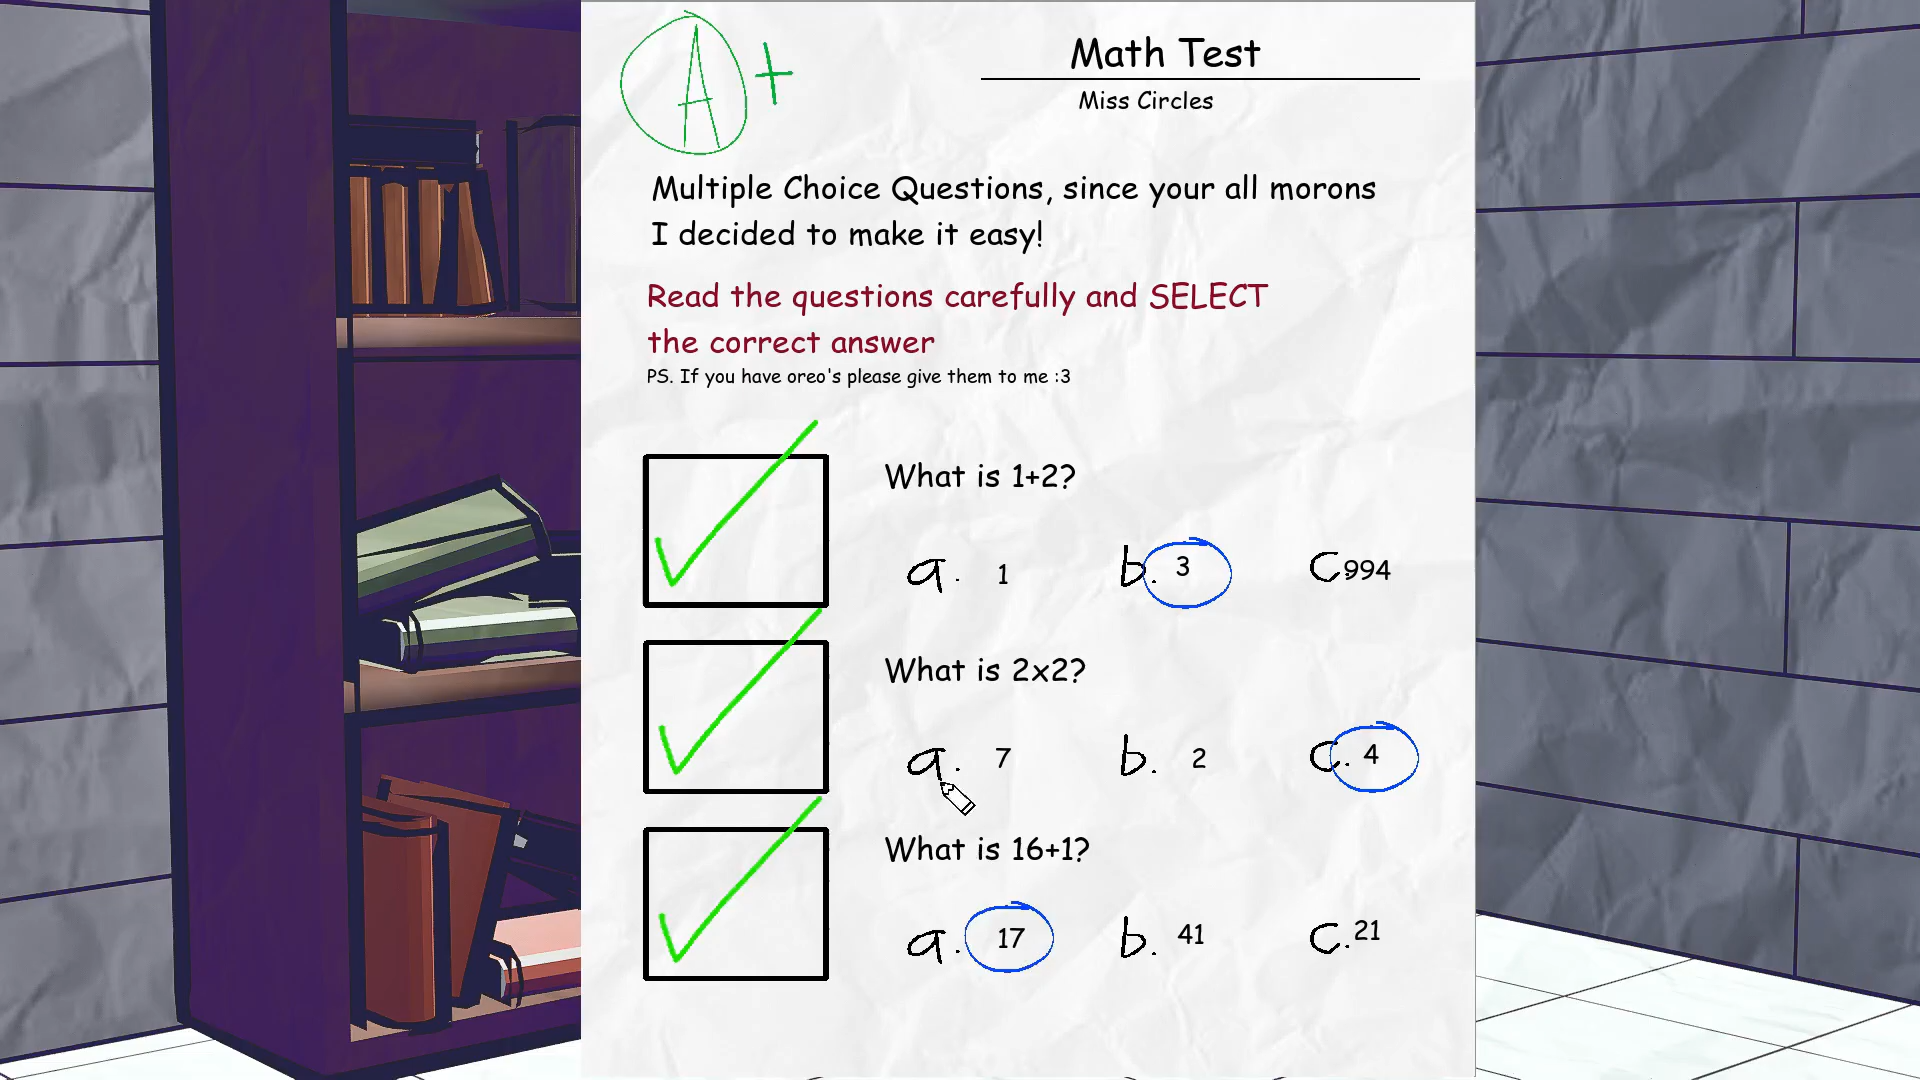 A+
Math Test
Miss Circles
Multiple Choice Questions, since your all morons
I decided to make it easy!
Read the questions carefully and SELECT
the correct answer
PS. If you have oreo's please give them to me :3
What is 1+2?
a. 1 b. 3 c. 994
What is 2x2?
a. 7 b. 2 c. 4
What is 16+1?
a. 17 b. 41 c. 21